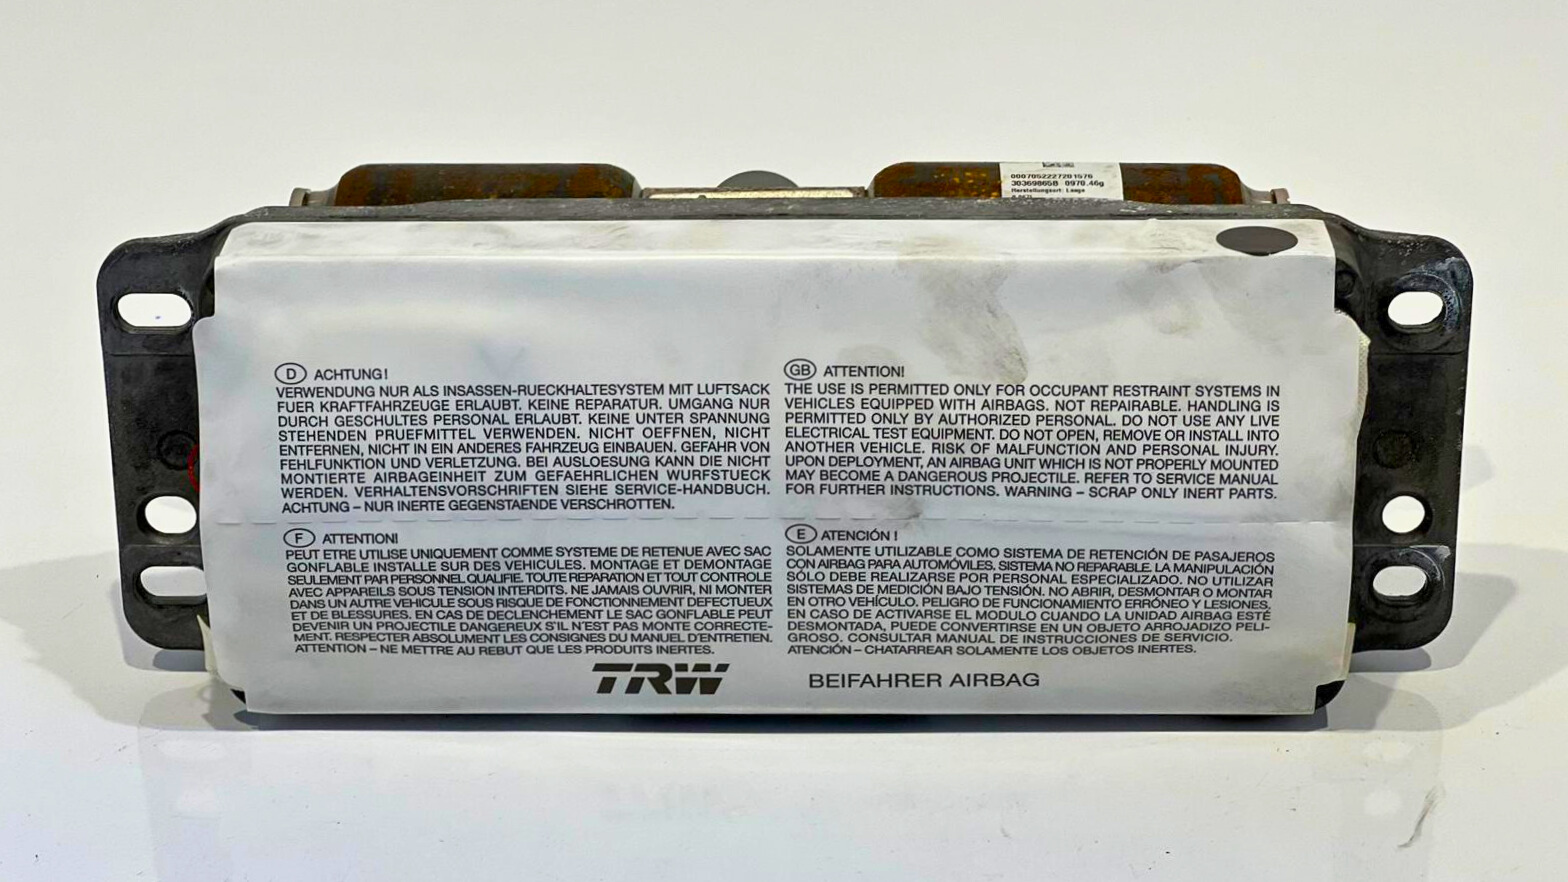 0007052227201576
30369865B 0970.46g
Herstellungsort: Laage
D ACHTUNG!
VERWENDUNG NUR ALS INSASSEN-RUECKHALTESYSTEM MIT LUFTSACK
FUER KRAFTFAHRZEUGE ERLAUBT. KEINE REPARATUR. UMGANG NUR
DURCH GESCHULTES PERSONAL ERLAUBT. KEINE UNTER SPANNUNG
STEHENDEN PRUEFMITTEL VERWENDEN. NICHT OEFFNEN, NICHT
ENTFERNEN, NICHT IN EIN ANDERES FAHRZEUG EINBAUEN. GEFAHR VON
FEHLFUNKTION UND VERLETZUNG. BEI AUSLOESUNG KANN DIE NICHT
MONTIERTE AIRBAGEINHEIT ZUM GEFAEHRLICHEN WURFSTUECK
WERDEN. VERHALTENSVORSCHRIFTEN SIEHE SERVICE-HANDBUCH.
ACHTUNG – NUR INERTE GEGENSTAENDE VERSCHROTTEN.
GB ATTENTION!
THE USE IS PERMITTED ONLY FOR OCCUPANT RESTRAINT SYSTEMS IN
VEHICLES EQUIPPED WITH AIRBAGS. NOT REPAIRABLE. HANDLING IS
PERMITTED ONLY BY AUTHORIZED PERSONAL. DO NOT USE ANY LIVE
ELECTRICAL TEST EQUIPMENT. DO NOT OPEN, REMOVE OR INSTALL INTO
ANOTHER VEHICLE. RISK OF MALFUNCTION AND PERSONAL INJURY.
UPON DEPLOYMENT, AN AIRBAG UNIT WHICH IS NOT PROPERLY MOUNTED
MAY BECOME A DANGEROUS PROJECTILE. REFER TO SERVICE MANUAL
FOR FURTHER INSTRUCTIONS. WARNING – SCRAP ONLY INERT PARTS.
F ATTENTION!
PEUT ETRE UTILISE UNIQUEMENT COMME SYSTEME DE RETENUE AVEC SAC
GONFLABLE INSTALLE SUR DES VEHICULES. MONTAGE ET DEMONTAGE
SEULEMENT PAR PERSONNEL QUALIFIE. TOUTE REPARATION ET TOUT CONTROLE
AVEC APPAREILS SOUS TENSION INTERDITS. NE JAMAIS OUVRIR, NI MONTER
DANS UN AUTRE VEHICULE SOUS RISQUE DE FONCTIONNEMENT DEFECTUEUX
ET DE BLESSURES. EN CAS DE DECLENCHEMENT LE SAC GONFLABLE PEUT
DEVENIR UN PROJECTILE DANGEREUX S'IL N'EST PAS MONTE CORRECTE-
MENT. RESPECTER ABSOLUMENT LES CONSIGNES DU MANUEL D'ENTRETIEN.
ATTENTION – NE METTRE AU REBUT QUE LES PRODUITS INERTES.
E ATENCIÓN !
SOLAMENTE UTILIZABLE COMO SISTEMA DE RETENCIÓN DE PASAJEROS
CON AIRBAG PARA AUTOMÓVILES. SISTEMA NO REPARABLE. LA MANIPULACIÓN
SÓLO DEBE REALIZARSE POR PERSONAL ESPECIALIZADO. NO UTILIZAR
SISTEMAS DE MEDICIÓN BAJO TENSIÓN. NO ABRIR, DESMONTAR O MONTAR
EN OTRO VEHÍCULO. PELIGRO DE FUNCIONAMIENTO ERRÓNEO Y LESIONES.
EN CASO DE ACTIVARSE EL MODULO CUANDO LA UNIDAD AIRBAG ESTÉ
DESMONTADA, PUEDE CONVERTIRSE EN UN OBJETO ARROJADIZO PELI-
GROSO. CONSULTAR MANUAL DE INSTRUCCIONES DE SERVICIO.
ATENCIÓN – CHATARREAR SOLAMENTE LOS OBJETOS INERTES.
TRW
BEIFAHRER AIRBAG